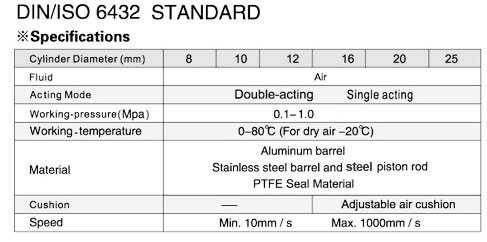 DIN/ISO 6432 STANDARD
※Specifications
Cylinder Diameter (mm) 8 10 12 16 20 25
Fluid Air
Acting Mode Double-acting Single acting
Working-pressure(Mpa) 0.1–1.0
Working-temperature 0–80℃ (For dry air –20℃)
Material Aluminum barrel
Stainless steel barrel and steel piston rod
PTFE Seal Material
Cushion — Adjustable air cushion
Speed Min. 10mm / s Max. 1000mm / s